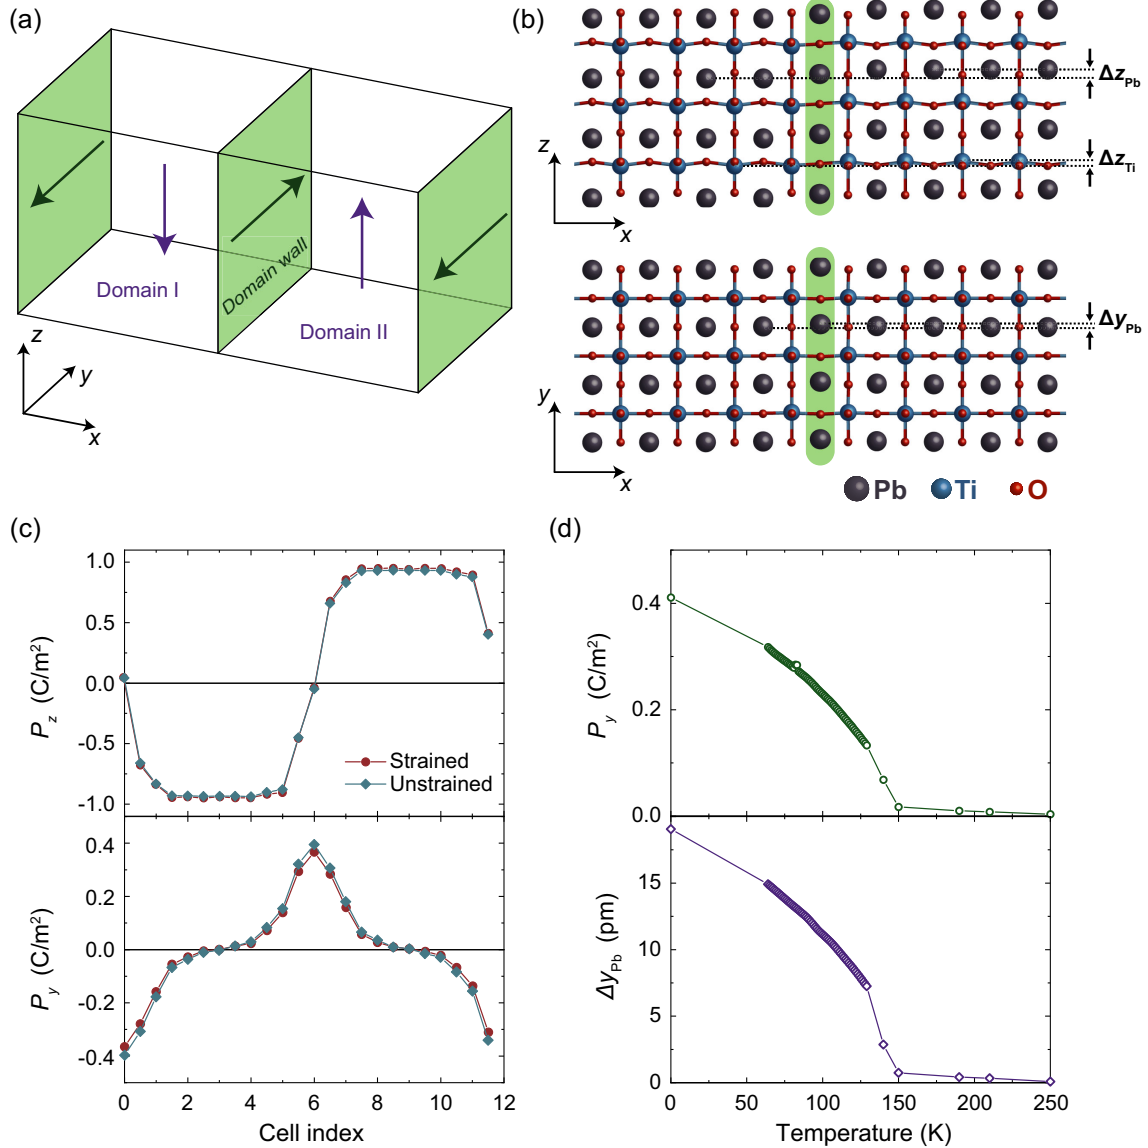 (a)
Domain I
Domain wall
Domain II
z
y
x
(b)
z
x
Δz_Pb
Δz_Ti
y
x
Δy_Pb
Pb Ti O
(c)
1.0
0.5
0.0
-0.5
-1.0
P_z (C/m²)
Strained
Unstrained
0.4
0.2
0.0
-0.2
-0.4
P_y (C/m²)
0 2 4 6 8 10 12
Cell index
(d)
0.4
0.2
0.0
P_y (C/m²)
15
10
5
0
Δy_Pb (pm)
0 50 100 150 200 250
Temperature (K)